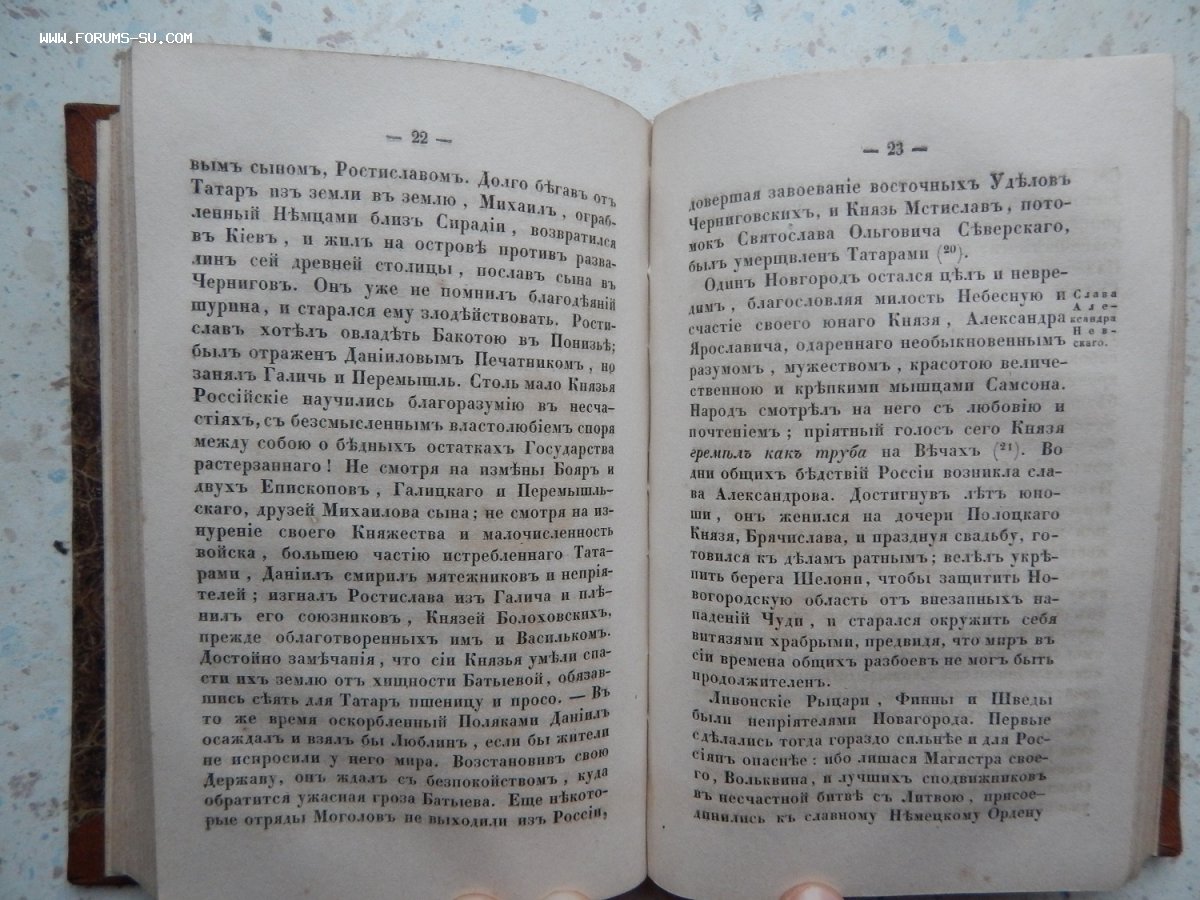 WWW.FORUMS-SU.COM
— 22 —
вымъ сыномъ, Ростиславомъ. Долго бѣгавъ отъ
Татаръ изъ земли въ землю, Михаилъ, ограб-
ленный Нѣмцами близъ Сирадіи, возвратился
въ Кіевъ, и жилъ на островѣ противъ разва-
линъ сей древней столицы, пославъ сына въ
Черниговъ. Онъ уже не помнилъ благодѣяній
шурина, и старался ему злодѣйствовать. Рости-
славъ хотѣлъ овладѣть Бакотою въ Понизьѣ;
былъ отраженъ Даніиловымъ Печатникомъ, но
занялъ Галичь и Перемышль. Столь мало Князья
Россійскіе научились благоразумію въ несча-
стіяхъ, съ безсмысленнымъ властолюбіемъ споря
между собою о бѣдныхъ остаткахъ Государства
растерзаннаго! Не смотря на измѣны Бояръ и
двухъ Епископовъ, Галицкаго и Перемышль-
скаго, друзей Михаилова сына; не смотря на из-
нуреніе своего Княжества и малочисленность
войска, большею частію истребленнаго Тата-
рами, Даніилъ смирилъ мятежниковъ и непрія-
телей; изгналъ Ростислава изъ Галича и плѣ-
нилъ его союзниковъ, Князей Болоховскихъ,
прежде облаготворенныхъ имъ и Василькомъ.
Достойно замѣчанія, что сіи Князья умѣли спа-
сти ихъ землю отъ хищности Батыевой, обязав-
шись сѣять для Татаръ пшеницу и просо. — Въ
то же время оскорбленный Поляками Даніилъ
осаждалъ и взялъ бы Люблинъ, если бы жители
не испросили у него мира. Возстановивъ свою
Державу, онъ ждалъ съ безпокойствомъ, куда
обратится ужасная гроза Батыева. Еще нѣкото-
рые отряды Моголовъ не выходили изъ Россіи,
— 23 —
довершая завоеваніе восточныхъ Удѣловъ
Черниговскихъ, и Князь Мстиславъ, пото-
мокъ Святослава Ольговича Сѣверскаго,
былъ умерщвленъ Татарами (20).
Одинъ Новгородъ остался цѣлъ и невре-
димъ, благословляя милость Небесную и
счастіе своего юнаго Князя, Александра
Ярославича, одареннаго необыкновеннымъ
разумомъ, мужествомъ, красотою величе-
ственною и крѣпкими мышцами Самсона.
Народъ смотрѣлъ на него съ любовію и
почтеніемъ; пріятный голосъ сего Князя
гремѣлъ какъ труба на Вѣчахъ (21). Во
дни общихъ бѣдствій Россіи возникла сла-
ва Александрова. Достигнувъ лѣтъ юно-
ши, онъ женился на дочери Полоцкаго
Князя, Брячислава, и празднуя свадьбу, го-
товился къ дѣламъ ратнымъ; велѣлъ укрѣ-
пить берега Шелони, чтобы защитить Но-
вогородскую область отъ внезапныхъ на-
паденій Чуди, и старался окружить себя
витязями храбрыми, предвидя, что миръ въ
сіи времена общихъ разбоевъ не могъ быть
продолжителенъ.
Ливонскіе Рыцари, Финны и Шведы
были непріятелями Новагорода. Первые
сдѣлались тогда гораздо сильнѣе и для Рос-
сіянъ опаснѣе: ибо лишася Магистра свое-
го, Вольквина, и лучшихъ сподвижниковъ
въ несчастной битвѣ съ Литвою, присое-
динились къ славному Нѣмецкому Ордену
Слава
Але-
ксандра
Нев-
скаго.